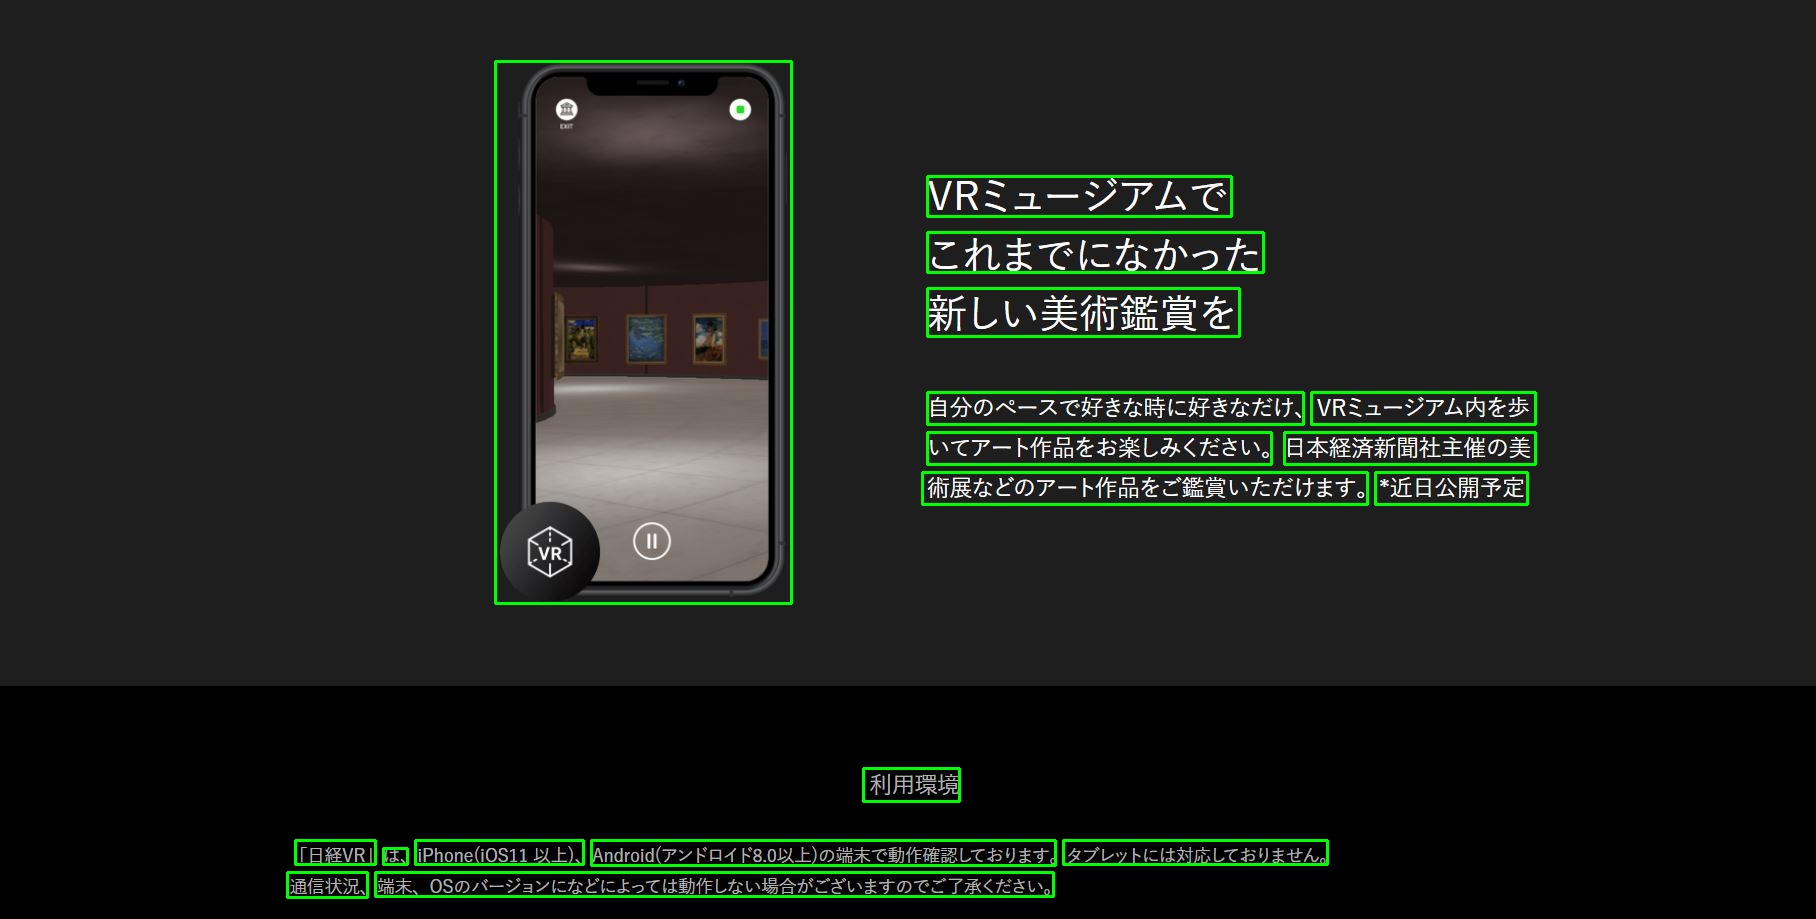 EXIT
VR
VRミュージアムで
これまでになかった
新しい美術鑑賞を
自分のペースで好きな時に好きなだけ、VRミュージアム内を歩
いてアート作品をお楽しみください。日本経済新聞社主催の美
術展などのアート作品をご鑑賞いただけます。*近日公開予定
利用環境
「日経VR」は、iPhone(iOS11 以上)、Android(アンドロイド8.0以上)の端末で動作確認しております。タブレットには対応しておりません。
通信状況、端末、OSのバージョンになどによっては動作しない場合がございますのでご了承ください。